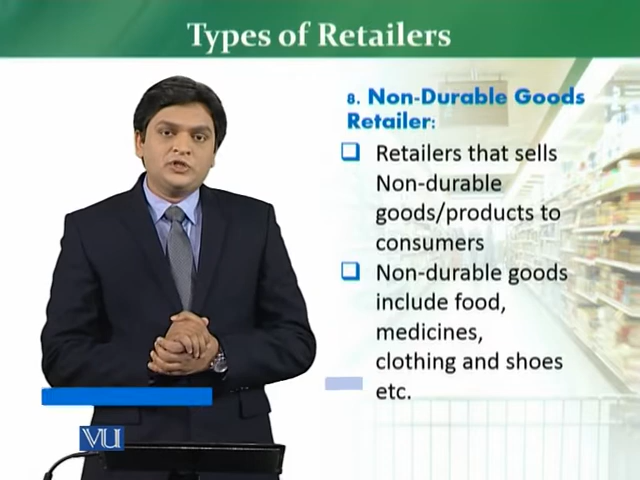 Types of Retailers
8. Non-Durable Goods
Retailer:
Retailers that sells
Non-durable
goods/products to
consumers
Non-durable goods
include food,
medicines,
clothing and shoes
etc.
VU